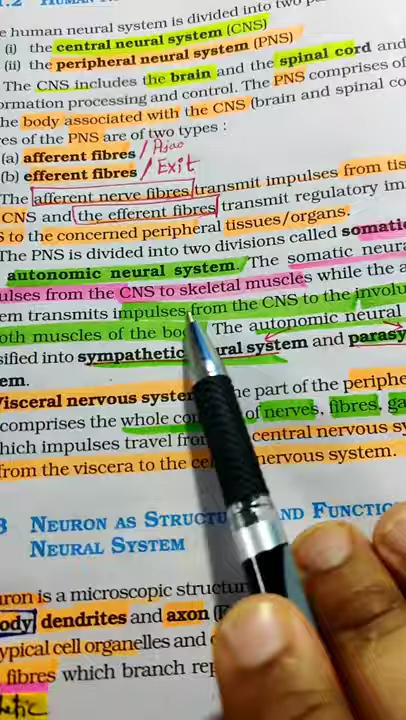 1.2 HUMAN
e human neural system is divided into two
(i) the central neural system (CNS)
(ii) the peripheral neural system (PNS)
The CNS includes the brain and the spinal cord and
ormation processing and control. The PNS comprises of
he body associated with the CNS (brain and spinal co
res of the PNS are of two types :
(a) afferent fibres /
(b) efferent fibres / Exit
The afferent nerve fibres transmit impulses from tis
CNS and the efferent fibres transmit regulatory im
S to the concerned peripheral tissues/organs.
The PNS is divided into two divisions called somatic
autonomic neural system. The somatic neura
ulses from the CNS to skeletal muscles while the a
em transmits impulses from the CNS to the involu
oth muscles of the bo The autonomic neural
sified into sympathetic ural system and parasy
em.
Visceral nervous syste e part of the periphe
comprises the whole co of nerves, fibres, ga
hich impulses travel fro central nervous sy
from the viscera to the ce nervous system.
3 NEURON AS STRUCTU ND FUNCTIO
NEURAL SYSTEM
uron is a microscopic structur
ody dendrites and axon (
ypical cell organelles and
fibres which branch rep
hetic